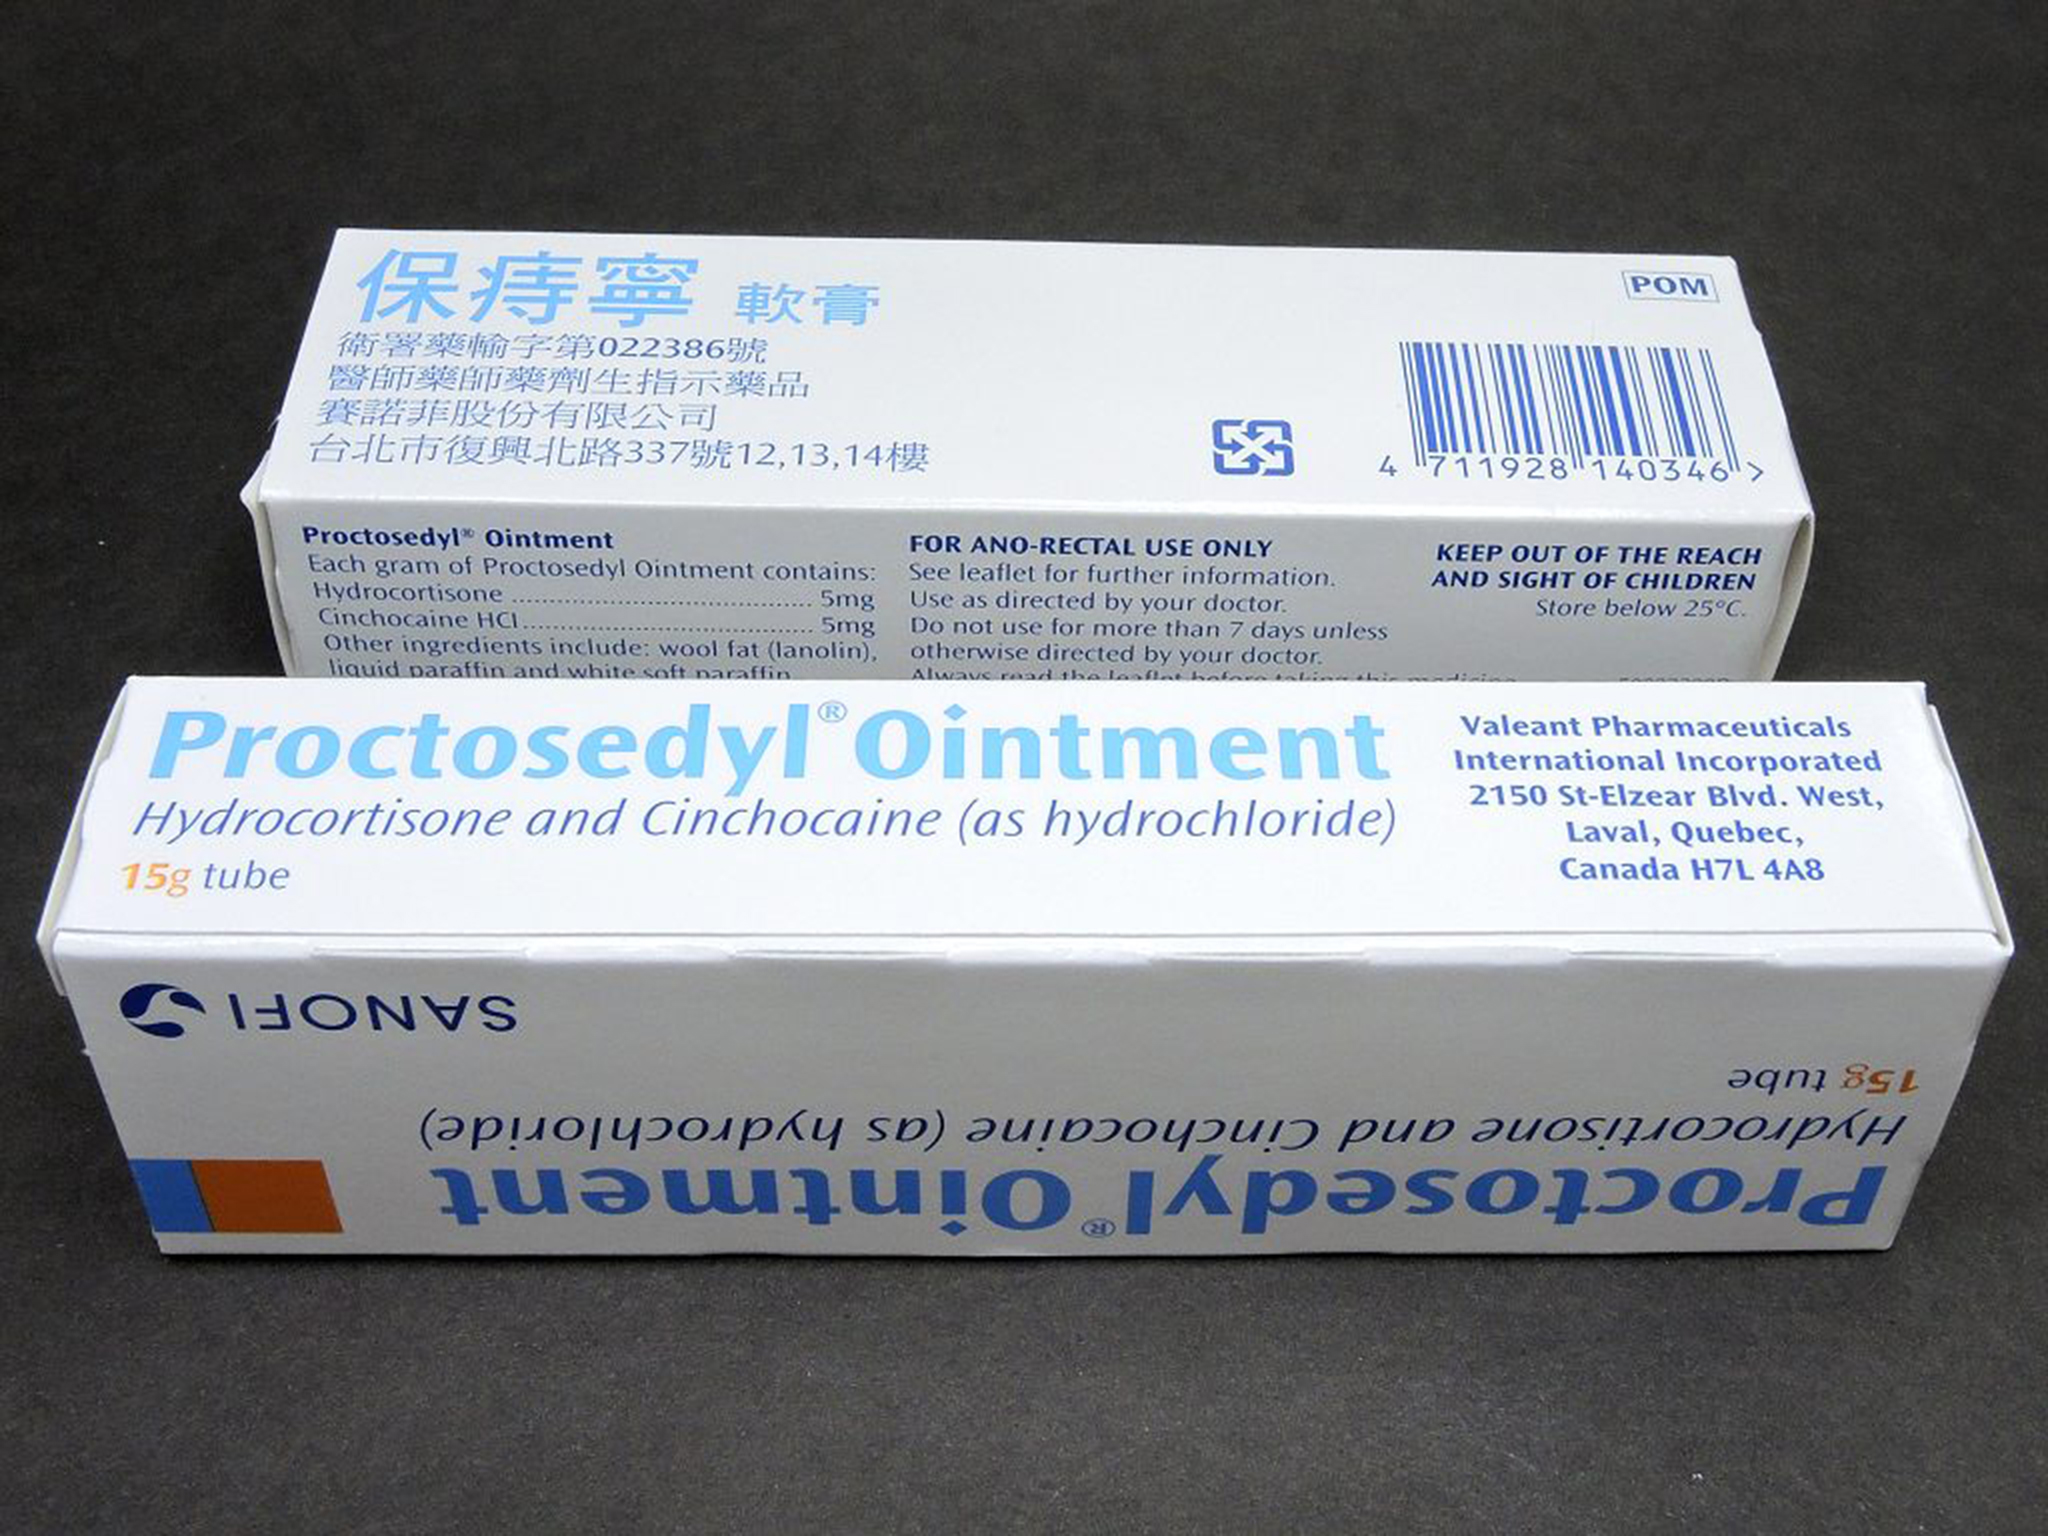 保痔寧 軟膏
衛署藥輸字第022386號
醫師藥師藥劑生指示藥品
賽諾菲股份有限公司
台北市復興北路337號12,13,14樓
POM
4 711928 140346 >
Proctosedyl® Ointment
Each gram of Proctosedyl Ointment contains:
Hydrocortisone .................................... 5mg
Cinchocaine HCl................................... 5mg
Other ingredients include: wool fat (lanolin),
liquid paraffin and white soft paraffin
FOR ANO-RECTAL USE ONLY
See leaflet for further information.
Use as directed by your doctor.
Do not use for more than 7 days unless
otherwise directed by your doctor.
Always read the leaflet before taking this medicine
KEEP OUT OF THE REACH
AND SIGHT OF CHILDREN
Store below 25°C.
Proctosedyl® Ointment
Hydrocortisone and Cinchocaine (as hydrochloride)
15g tube
Valeant Pharmaceuticals
International Incorporated
2150 St-Elzear Blvd. West,
Laval, Quebec,
Canada H7L 4A8
Proctosedyl® Ointment
Hydrocortisone and Cinchocaine (as hydrochloride)
15g tube
SANOFI